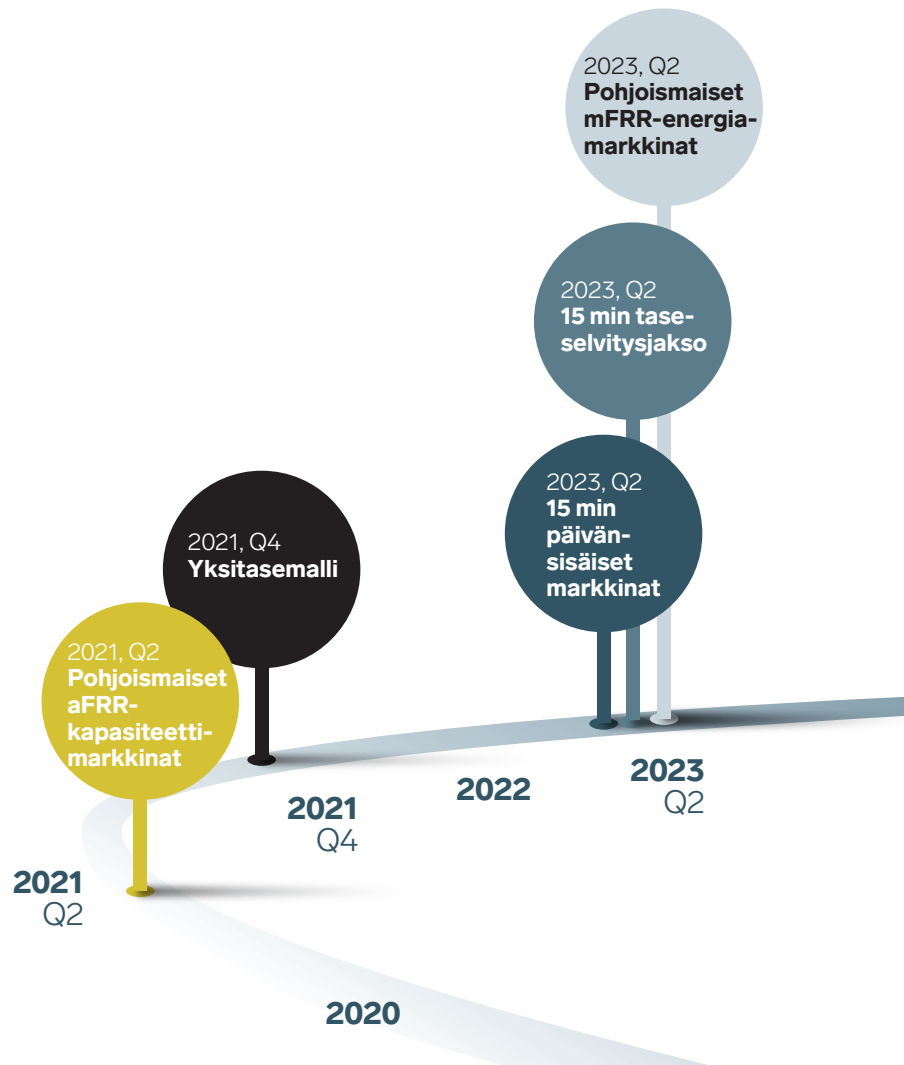 2023, Q2
Pohjoismaiset
mFRR-energia-
markkinat
2023, Q2
15 min tase-
selvitysjakso
2023, Q2
15 min
päivän-
sisäiset
markkinat
2021, Q4
Yksitasemalli
2021, Q2
Pohjoismaiset
aFRR-
kapasiteetti-
markkinat
2023
Q2
2022
2021
Q4
2021
Q2
2020